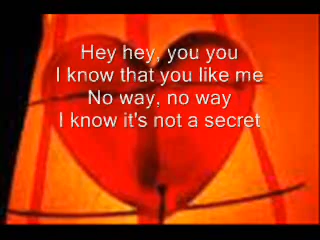 Hey hey, you you
I know that you like me
No way, no way
I know it's not a secret